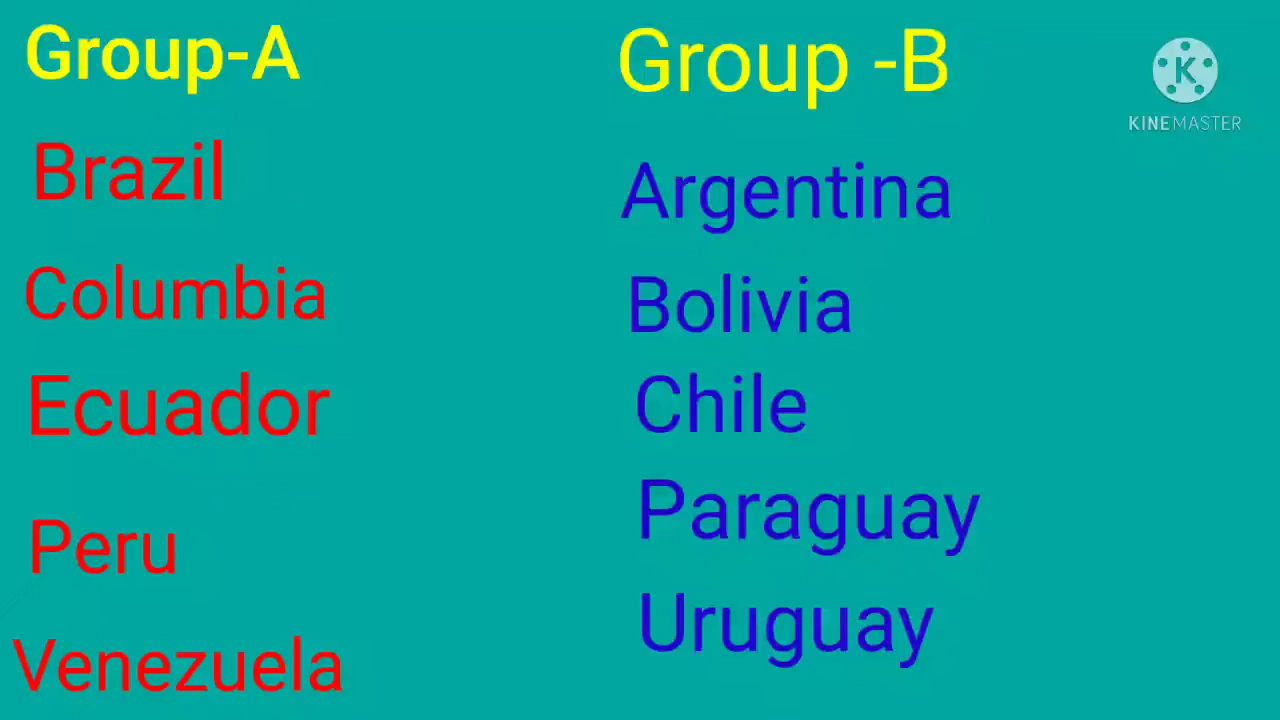 Group-A
Brazil
Columbia
Ecuador
Peru
Venezuela
Group -B
Argentina
Bolivia
Chile
Paraguay
Uruguay
K
KINEMASTER